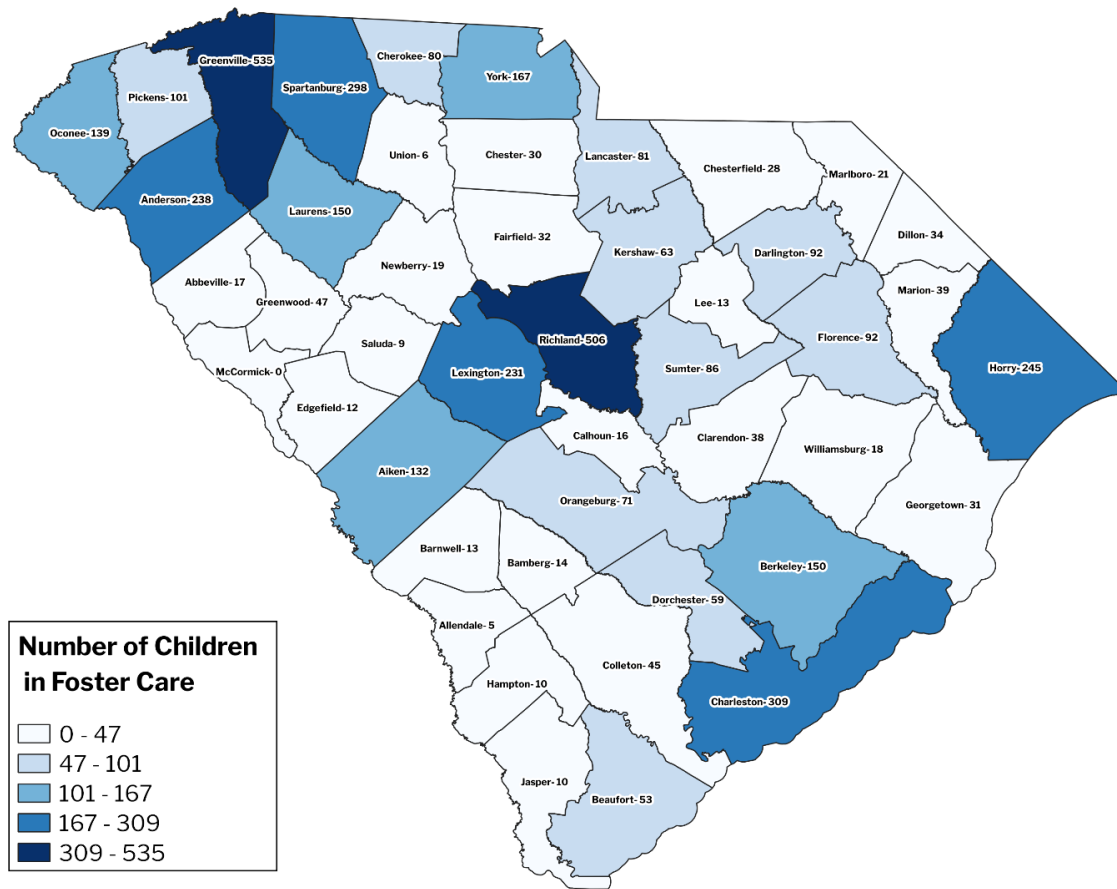 Greenville- 535
Cherokee- 80
York- 167
Spartanburg- 298
Pickens- 101
Oconee- 139
Union- 6
Chester- 30
Lancaster- 81
Chesterfield- 28
Marlboro- 21
Anderson- 238
Laurens- 150
Fairfield- 32
Kershaw- 63
Darlington- 92
Dillon- 34
Newberry- 19
Abbeville- 17
Greenwood- 47
Lee- 13
Marion- 39
Saluda- 9
Richland- 506
Florence- 92
McCormick- 0
Lexington- 231
Sumter- 86
Horry- 245
Edgefield- 12
Calhoun- 16
Clarendon- 38
Williamsburg- 18
Aiken- 132
Orangeburg- 71
Georgetown- 31
Barnwell- 13
Bamberg- 14
Berkeley- 150
Dorchester- 59
Allendale- 5
Colleton- 45
Hampton- 10
Charleston- 309
Jasper- 10
Beaufort- 53
Number of Children
in Foster Care
0 - 47
47 - 101
101 - 167
167 - 309
309 - 535